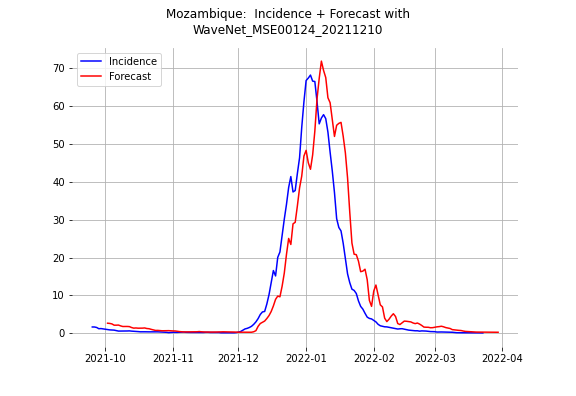 Mozambique:  Incidence + Forecast with
WaveNet_MSE00124_20211210
Incidence
Forecast
70
60
50
40
30
20
10
0
2021-10 2021-11 2021-12 2022-01 2022-02 2022-03 2022-04